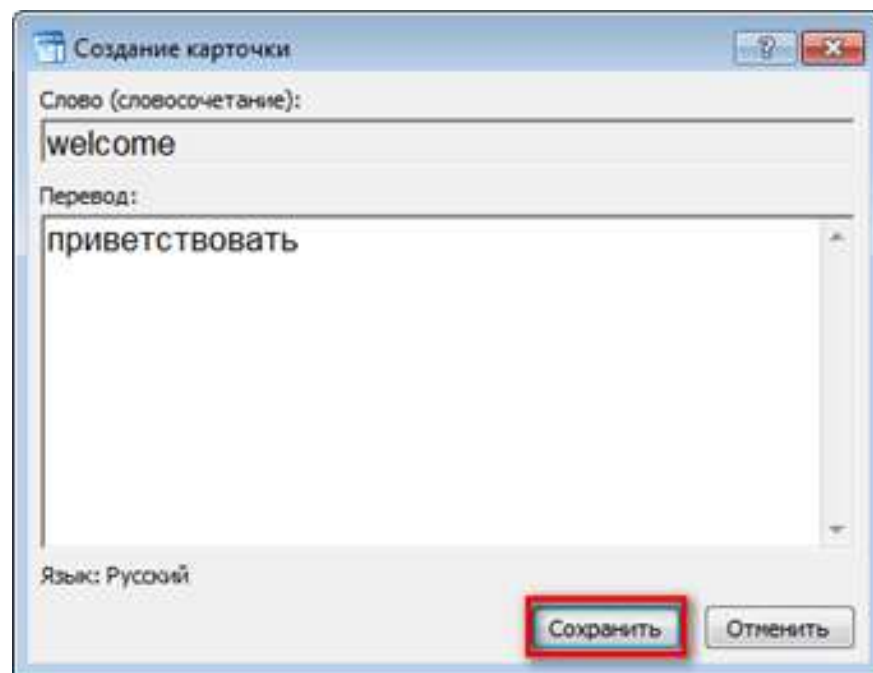 Создание карточки
Слово (словосочетание):
welcome
Перевод:
приветствовать
Язык: Русский
Сохранить Отменить